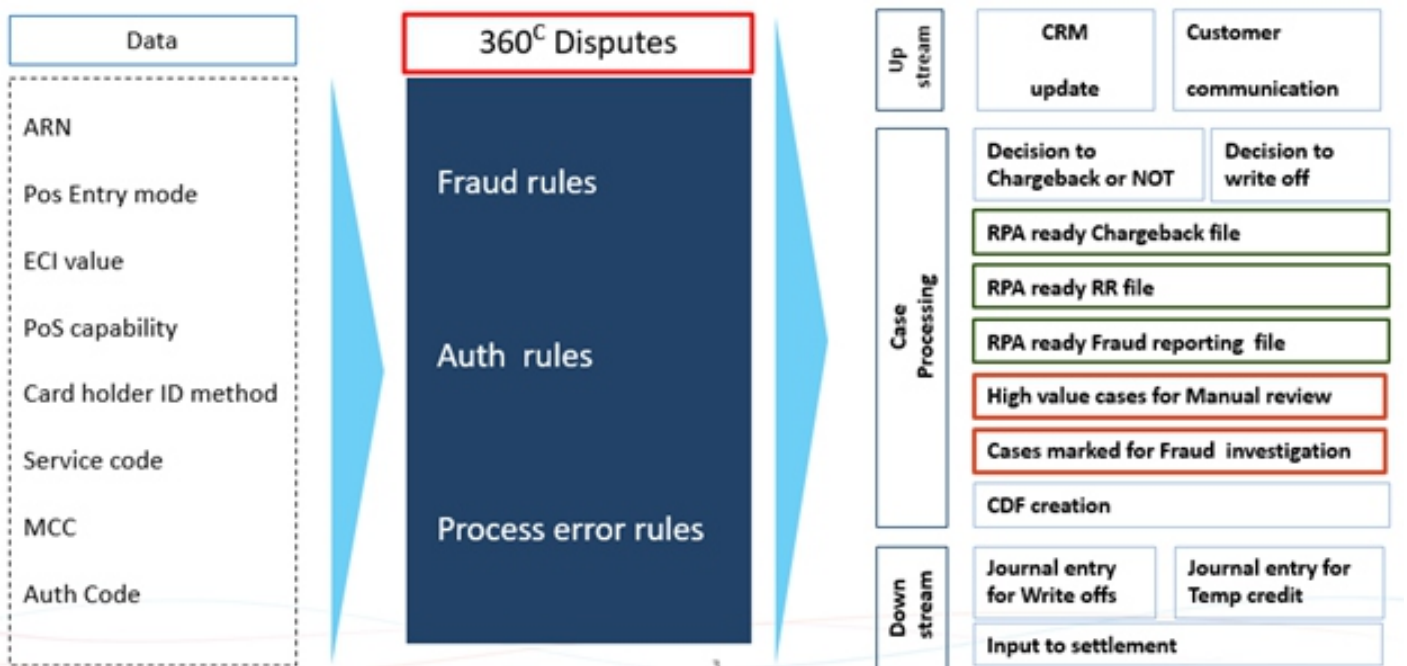 Data
ARN
Pos Entry mode
ECI value
PoS capability
Card holder ID method
Service code
MCC
Auth Code
360C Disputes
Fraud rules
Auth  rules
Process error rules
Up
stream
CRM
update
Customer
communication
Case
Processing
Decision to
Chargeback or NOT
Decision to
write off
RPA ready Chargeback file
RPA ready RR file
RPA ready Fraud reporting  file
High value cases for Manual review
Cases marked for Fraud  investigation
CDF creation
Down
stream
Journal entry
for Write offs
Journal entry for
Temp credit
Input to settlement